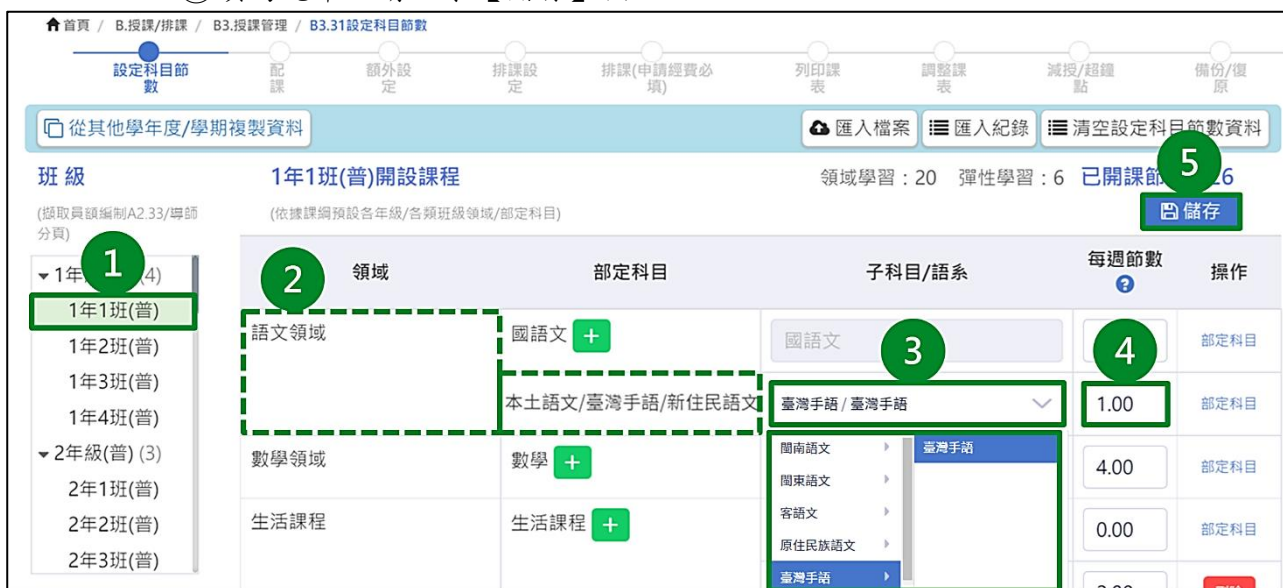 首頁 / B.授課/排課 / B3.授課管理 / B3.31設定科目節數
設定科目節
數
配
課
額外設
定
排課設
定
排課(申請經費必
填)
列印課
表
調整課
表
減授/超鐘
點
備份/復
原
從其他學年度/學期複製資料
匯入檔案
匯入紀錄
清空設定科目節數資料
班級
1年1班(普)開設課程
領域學習：20 彈性學習：6 已開課節
26
5
(擷取員額編制A2.33/導師
分頁)
(依據課綱預設各年級/各類班級領域/部定科目)
儲存
1年
(4)
1
1年1班(普)
1年2班(普)
1年3班(普)
1年4班(普)
2年級(普) (3)
2年1班(普)
2年2班(普)
2年3班(普)
2
領域
部定科目
子科目/語系
每週節數
?
操作
語文領域
國語文 +
國語文
3
4
部定科目
本土語文/臺灣手語/新住民語文
臺灣手語 / 臺灣手語
1.00
部定科目
數學領域
數學 +
4.00
部定科目
生活課程
生活課程 +
0.00
部定科目
閩南語文
閩東語文
客語文
原住民族語文
臺灣手語
臺灣手語